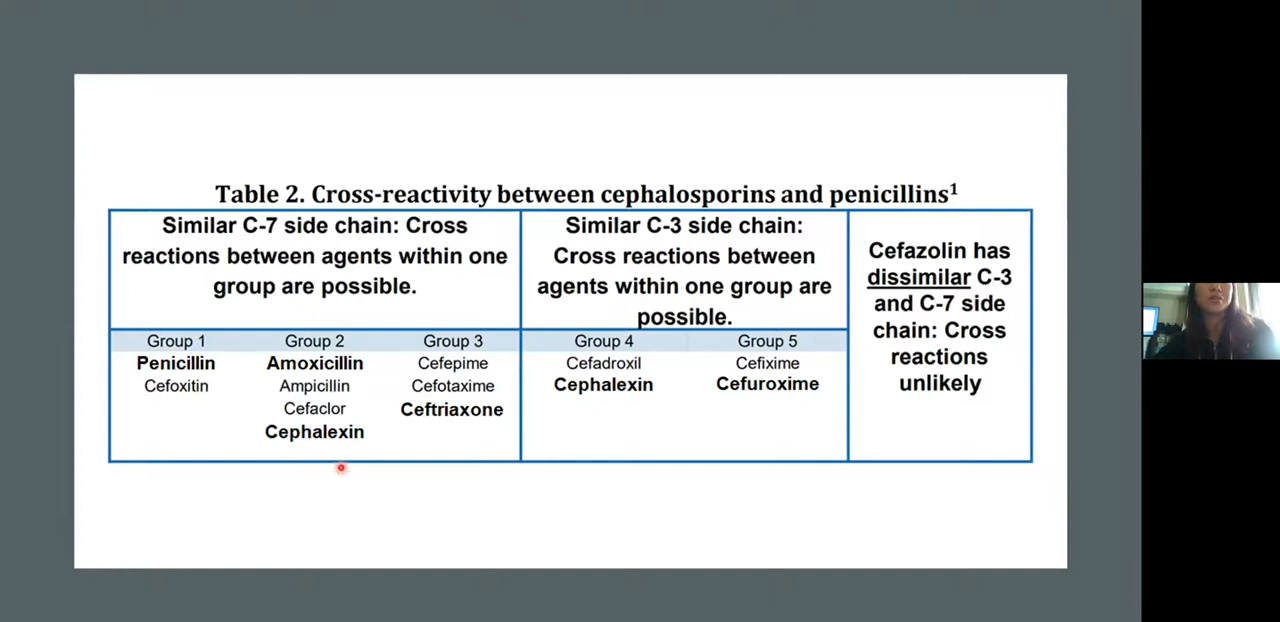 Table 2. Cross-reactivity between cephalosporins and penicillins¹
Similar C-7 side chain: Cross
reactions between agents within one
group are possible.
Similar C-3 side chain:
Cross reactions between
agents within one group are
possible.
Cefazolin has
dissimilar C-3
and C-7 side
chain: Cross
reactions
unlikely
Group 1
Penicillin
Cefoxitin
Group 2
Amoxicillin
Ampicillin
Cefaclor
Cephalexin
Group 3
Cefepime
Cefotaxime
Ceftriaxone
Group 4
Cefadroxil
Cephalexin
Group 5
Cefixime
Cefuroxime